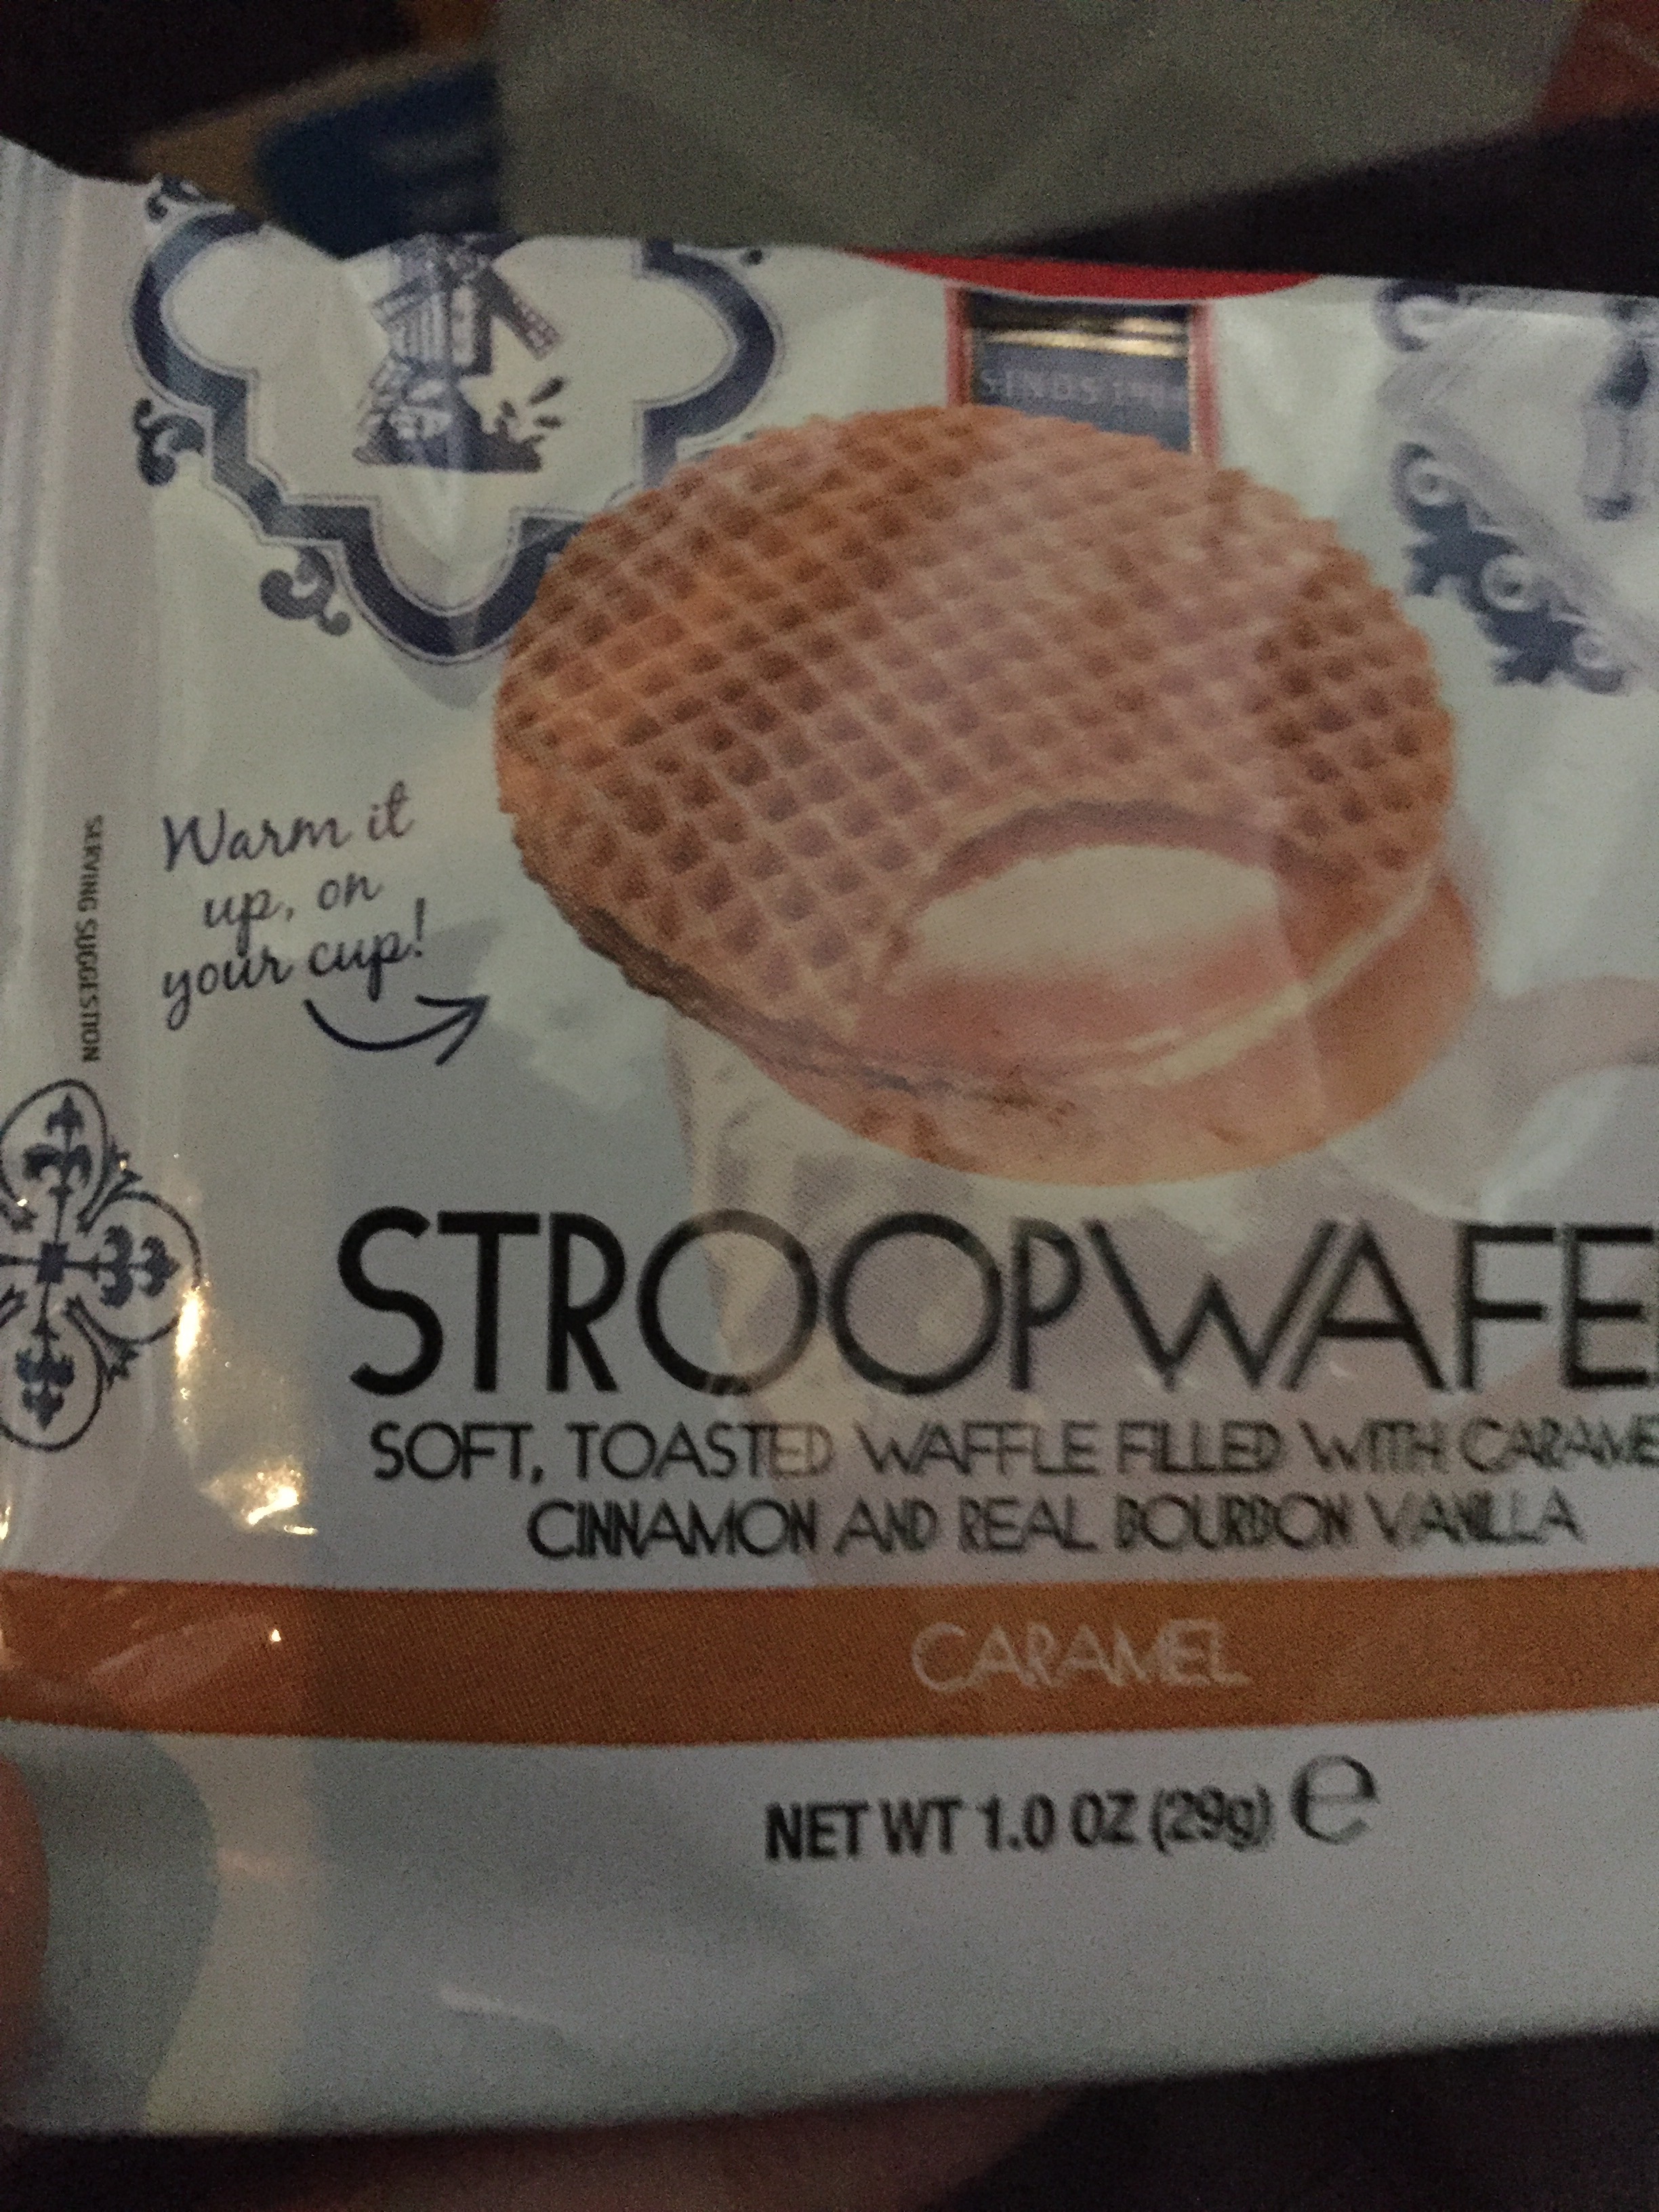 SINDS
Warm it
up, on
your cup!
SERVING SUGGESTION
STROOPWAFE
SOFT, TOASTED WAFFLE FILLED WITH CARAME
CINNAMON AND REAL BOURBON VANILLA
CARAMEL
NET WT 1.0 OZ (29g) e